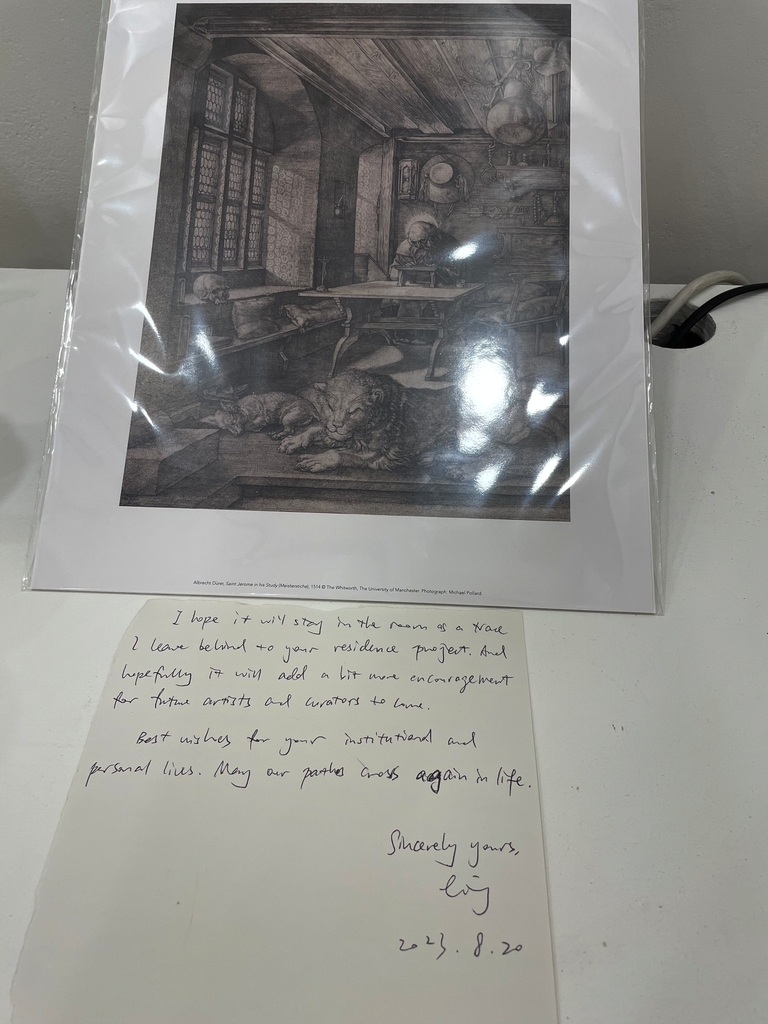 Albrecht Dürer, Saint Jerome in his Study (Meisterstiche), 1514 © The Whitworth, The University of Manchester. Photograph: Michael Pollard
I hope it will stay in the room as a trace
I leave behind to your residence project. And
hopefully it will add a bit more encouragement
for future artists and curators to come.
Best wishes for your institutional and
personal lives. May our paths cross again in life.
Sincerely yours,
2023. 8. 20